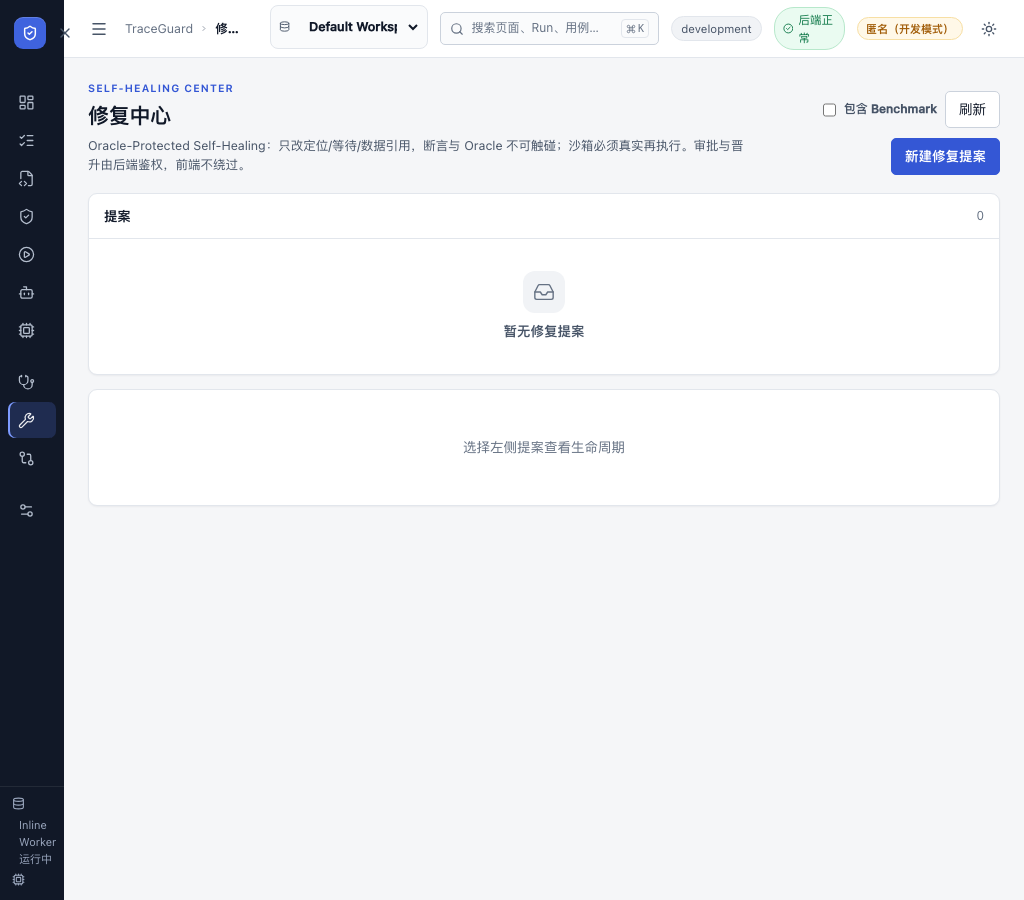 TraceGuard
修...
Default Worksp
搜索页面、Run、用例...
⌘K
development
后端正
常
匿名（开发模式）
SELF-HEALING CENTER
修复中心
Oracle-Protected Self-Healing：只改定位/等待/数据引用，断言与 Oracle 不可触碰；沙箱必须真实再执行。审批与晋
升由后端鉴权，前端不绕过。
包含 Benchmark
刷新
新建修复提案
提案
0
暂无修复提案
选择左侧提案查看生命周期
Inline
Worker
运行中